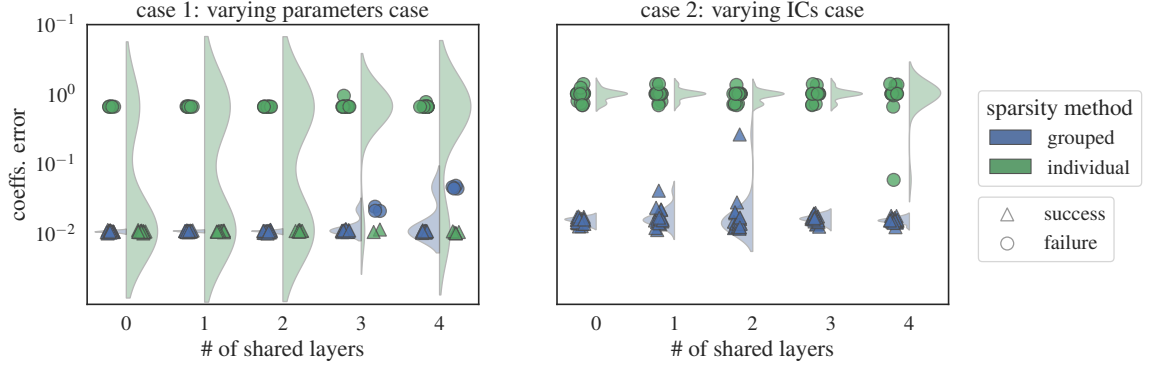 case 1: varying parameters case
case 2: varying ICs case
10^-1
10^0
10^-1
10^-2
coeffs. error
0 1 2 3 4
# of shared layers
0 1 2 3 4
# of shared layers
sparsity method
grouped
individual
success
failure